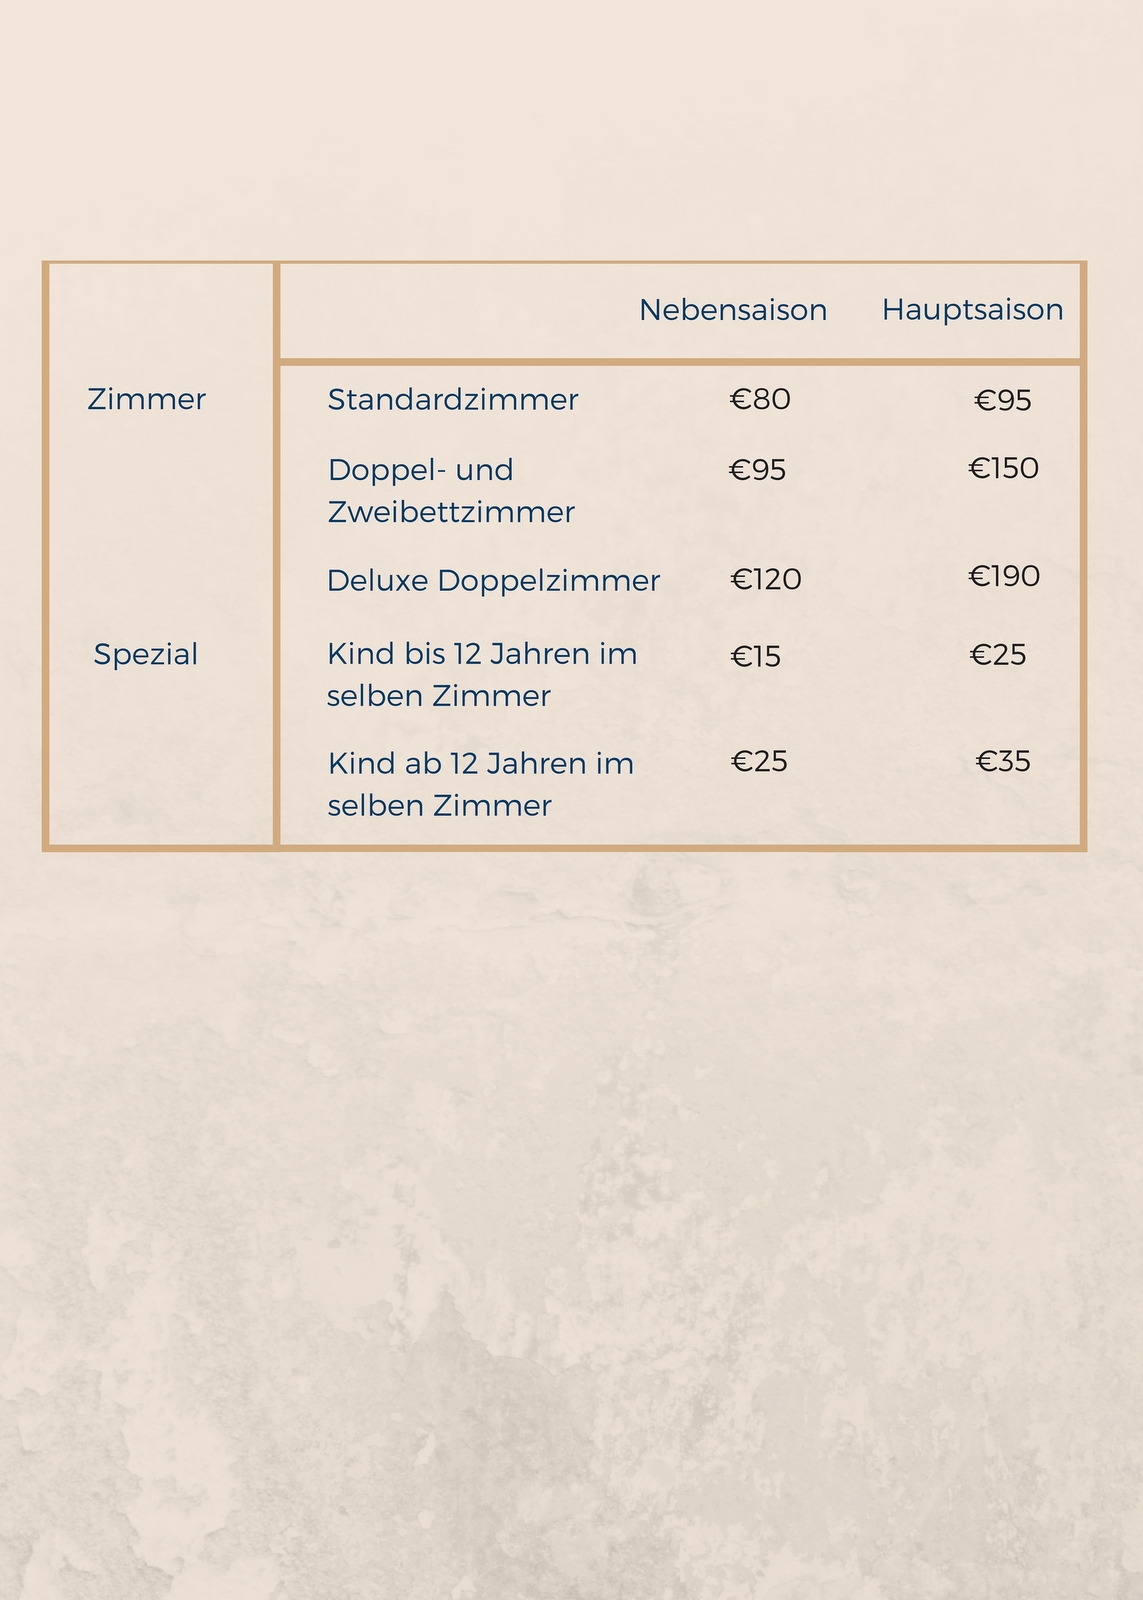 Nebensaison Hauptsaison
Zimmer Standardzimmer €80 €95
Doppel- und €95 €150
Zweibettzimmer
Deluxe Doppelzimmer €120 €190
Spezial Kind bis 12 Jahren im €15 €25
selben Zimmer
Kind ab 12 Jahren im €25 €35
selben Zimmer